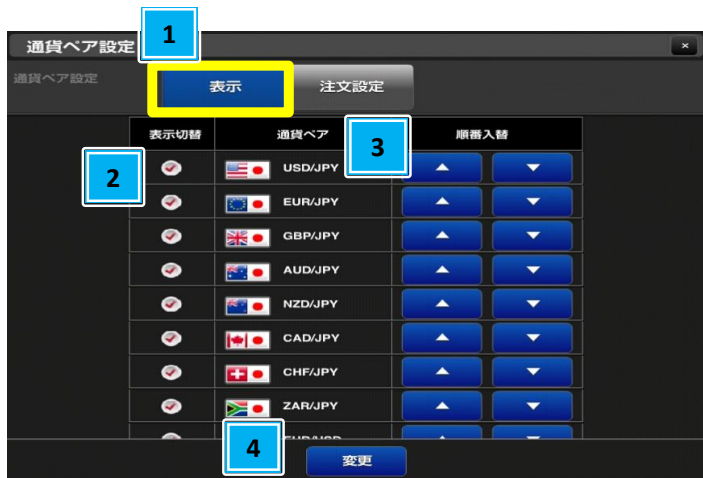 1
通貨ペア設定
×
通貨ペア設定
表示 注文設定
表示切替 通貨ペア 3 順番入替
2
USD/JPY ▲ ▼
EUR/JPY ▲ ▼
GBP/JPY ▲ ▼
AUD/JPY ▲ ▼
NZD/JPY ▲ ▼
CAD/JPY ▲ ▼
CHF/JPY ▲ ▼
ZAR/JPY ▲ ▼
4
変更